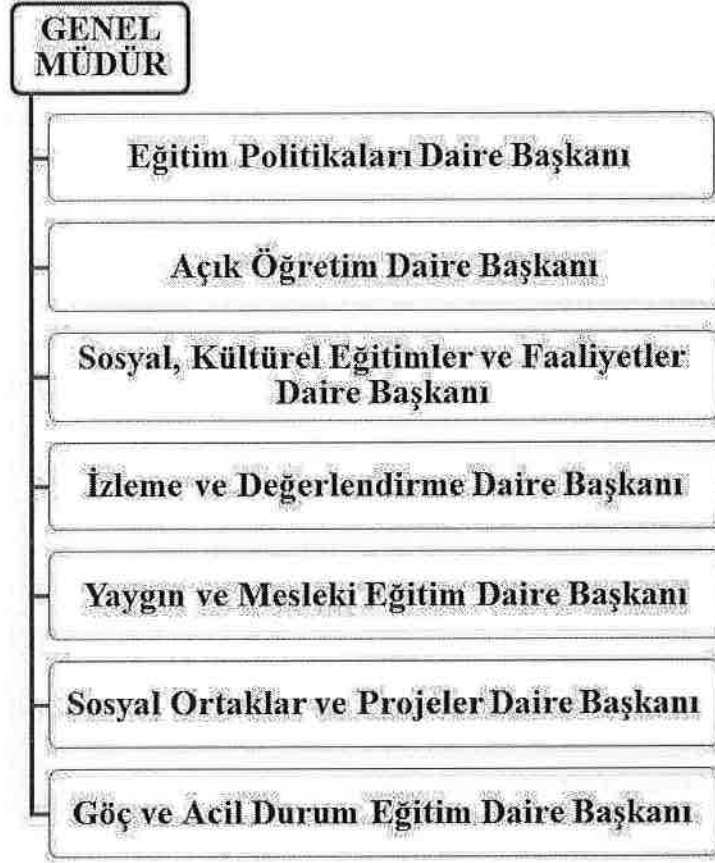 GENEL
MÜDÜR
Eğitim Politikaları Daire Başkanı
Açık Öğretim Daire Başkanı
Sosyal, Kültürel Eğitimler ve Faaliyetler
Daire Başkanı
İzleme ve Değerlendirme Daire Başkanı
Yaygın ve Mesleki Eğitim Daire Başkanı
Sosyal Ortaklar ve Projeler Daire Başkanı
Göç ve Acil Durum Eğitim Daire Başkanı